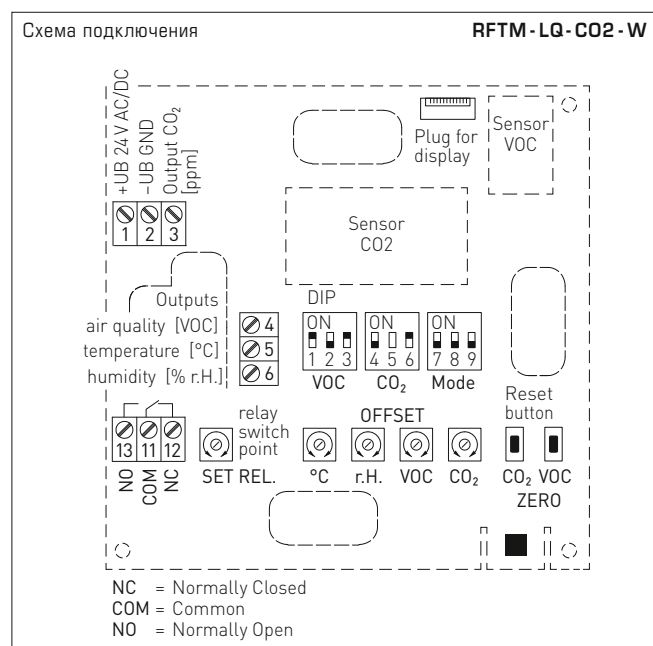 Схема подключения
RFTM-LQ-CO2-W
+UB 24V AC/DC
-UB GND
Output CO₂
[ppm]
1 2 3
Plug for
display
Sensor
VOC
Sensor
CO2
Outputs
air quality [VOC]
temperature [°C]
humidity [% r.H.]
4
5
6
DIP
ON
1 2 3
VOC
ON
4 5 6
CO₂
ON
7 8 9
Mode
13 11 12
NO
COM
NC
relay
switch
point
SET REL.
OFFSET
°C r.H. VOC CO₂
Reset
button
CO₂ VOC
ZERO
NC = Normally Closed
COM = Common
NO = Normally Open